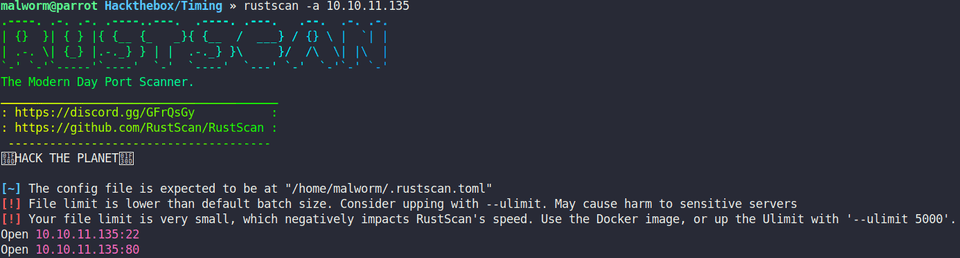 malworm@parrot Hackthebox/Timing » rustscan -a 10.10.11.135
.----. .-. .-. .----..---.  .----. .---.   .--.  .-. .-.
| {}  }| { } |{ {__ {_   _}{ {__  /  ___} / {} \ |  `| |
| .-. \| {_} |.-._} } | |  .-._} }\     }/  /\  \| |\  |
`-' `-'`-----'`----'  `-'  `----'  `---' `-'  `-'`-' `-'
The Modern Day Port Scanner.
________________________________________
: https://discord.gg/GFrQsGy           :
: https://github.com/RustScan/RustScan :
 --------------------------------------
HACK THE PLANET
[~] The config file is expected to be at "/home/malworm/.rustscan.toml"
[!] File limit is lower than default batch size. Consider upping with --ulimit. May cause harm to sensitive servers
[!] Your file limit is very small, which negatively impacts RustScan's speed. Use the Docker image, or up the Ulimit with '--ulimit 5000'.
Open 10.10.11.135:22
Open 10.10.11.135:80